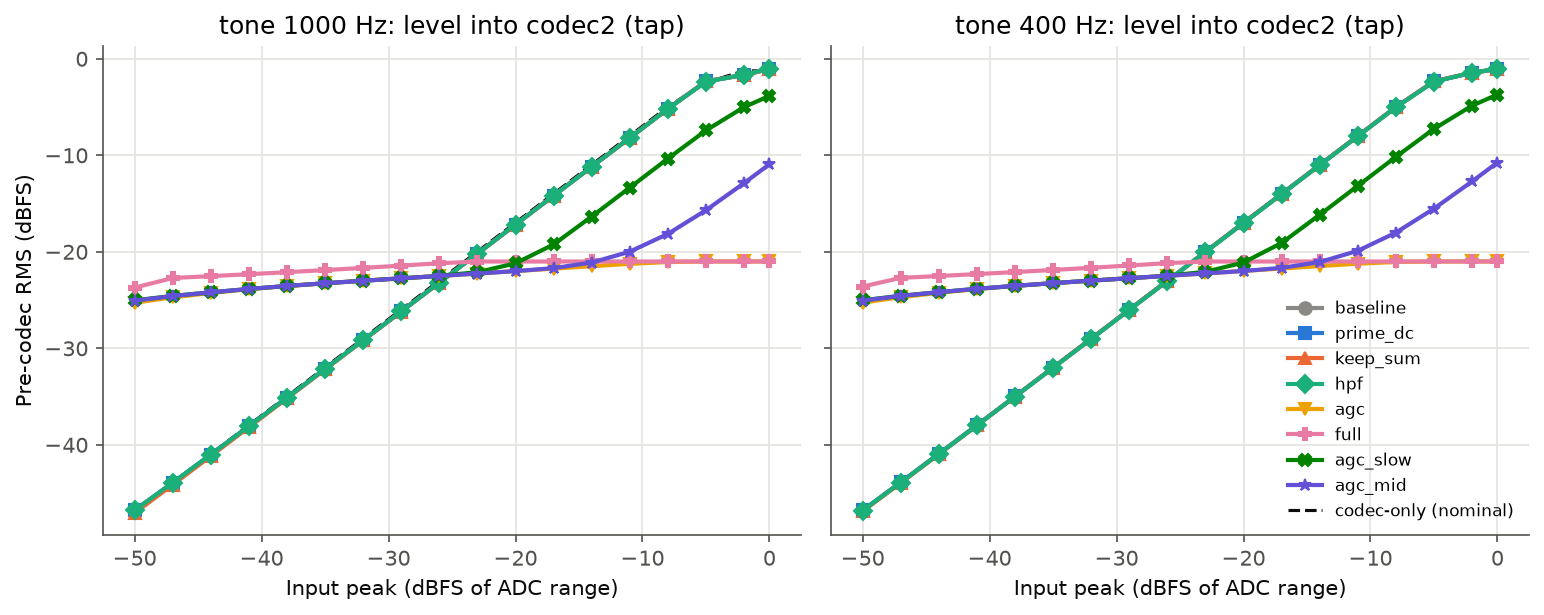 tone 1000 Hz: level into codec2 (tap)
tone 400 Hz: level into codec2 (tap)
Pre-codec RMS (dBFS)
0
−10
−20
−30
−40
baseline
prime_dc
keep_sum
hpf
agc
full
agc_slow
agc_mid
codec-only (nominal)
−50 −40 −30 −20 −10 0
−50 −40 −30 −20 −10 0
Input peak (dBFS of ADC range)
Input peak (dBFS of ADC range)